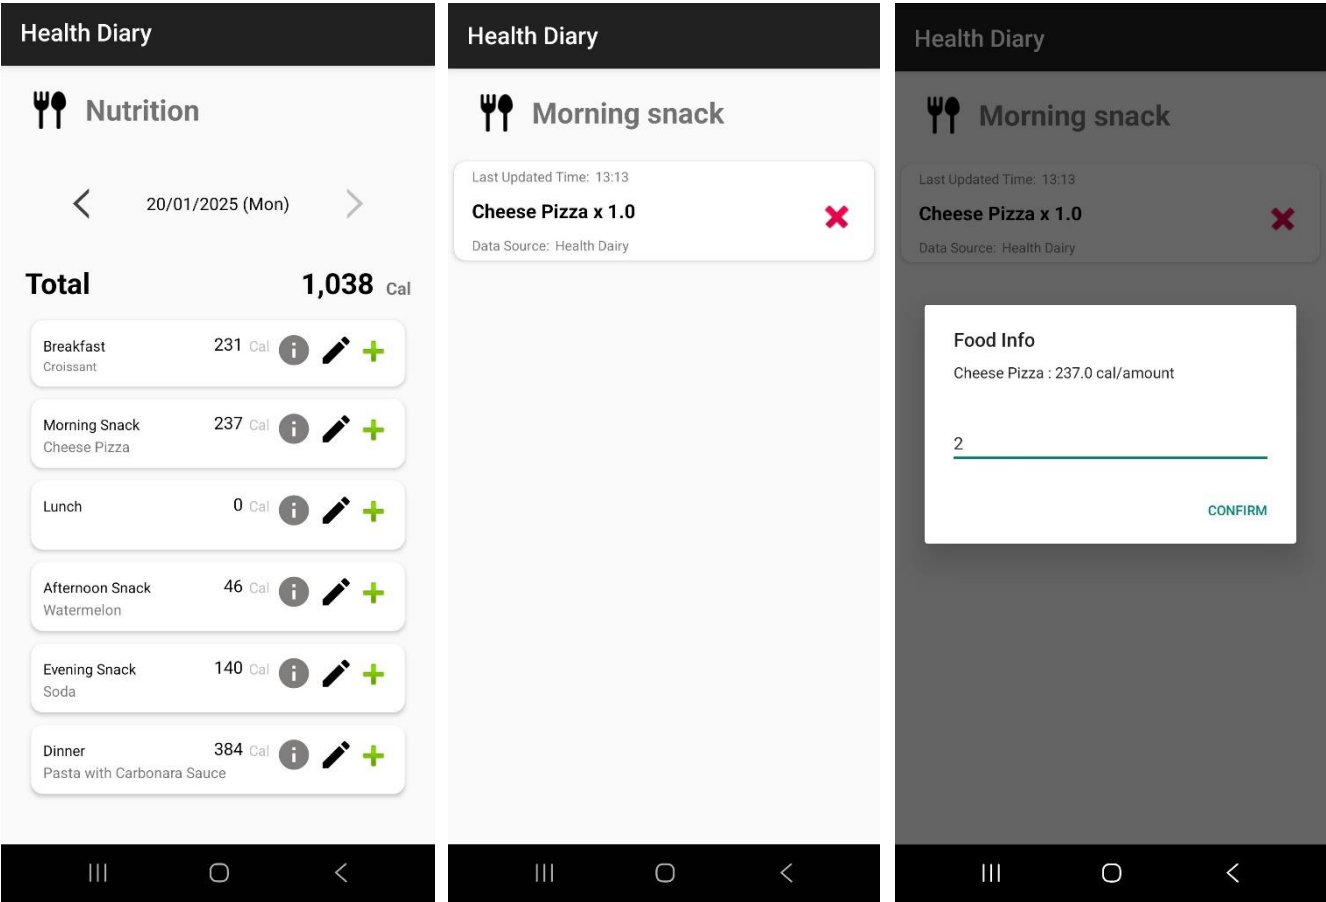 Health Diary
Nutrition
20/01/2025 (Mon)
Total 1,038 Cal
Breakfast 231 Cal
Croissant
Morning Snack 237 Cal
Cheese Pizza
Lunch 0 Cal
Afternoon Snack 46 Cal
Watermelon
Evening Snack 140 Cal
Soda
Dinner 384 Cal
Pasta with Carbonara Sauce
Health Diary
Morning snack
Last Updated Time: 13:13
Cheese Pizza x 1.0
Data Source: Health Dairy
Health Diary
Morning snack
Last Updated Time: 13:13
Cheese Pizza x 1.0
Data Source: Health Dairy
Food Info
Cheese Pizza : 237.0 cal/amount
2
CONFIRM